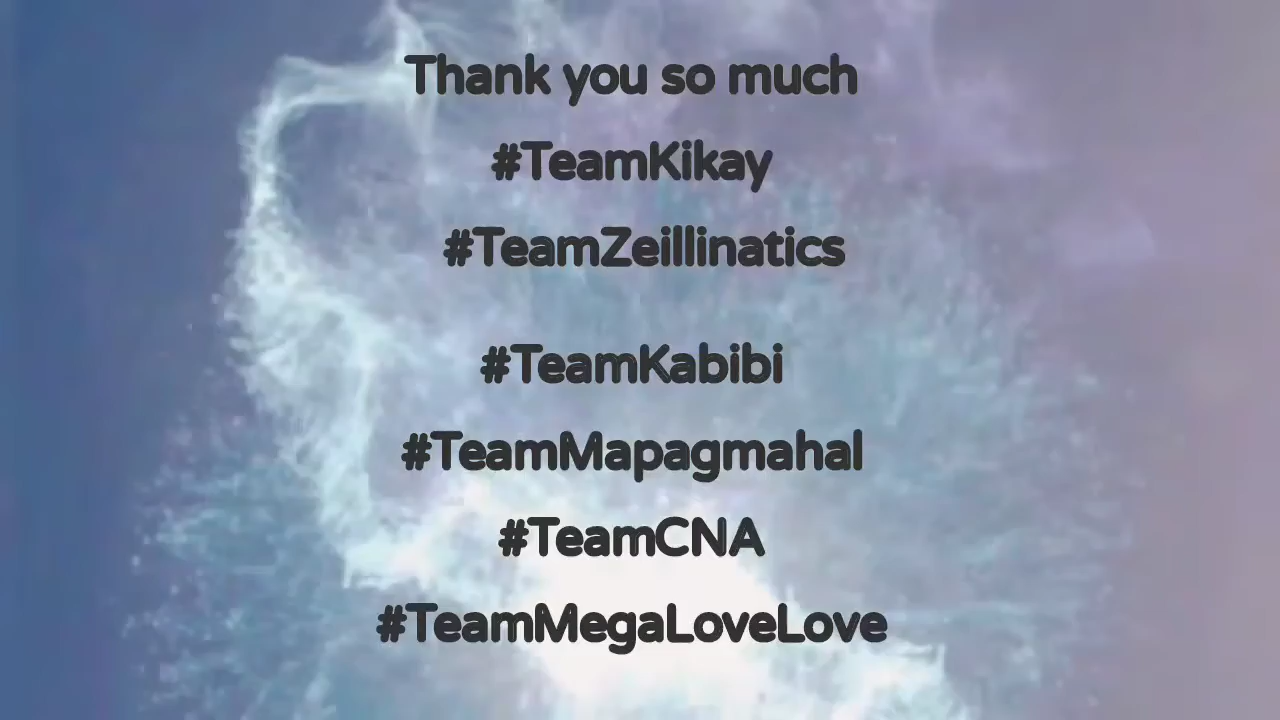 Thank you so much
#TeamKikay
#TeamZeillinatics
#TeamKabibi
#TeamMapagmahal
#TeamCNA
#TeamMegaLoveLove